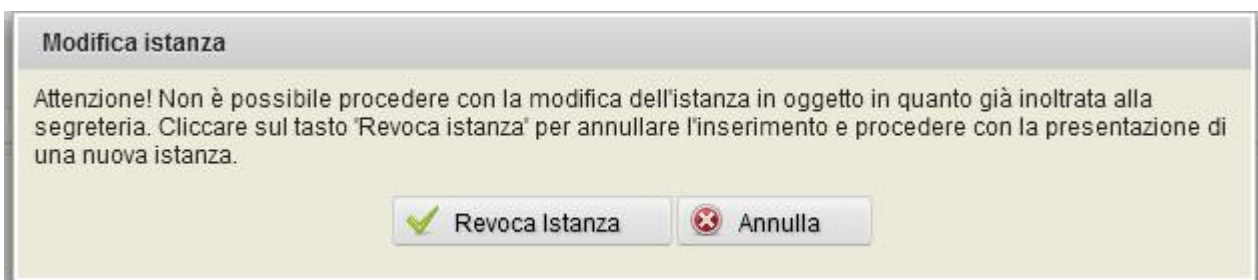 Modifica istanza
Attenzione! Non è possibile procedere con la modifica dell'istanza in oggetto in quanto già inoltrata alla
segreteria. Cliccare sul tasto 'Revoca istanza' per annullare l'inserimento e procedere con la presentazione di
una nuova istanza.
Revoca Istanza Annulla